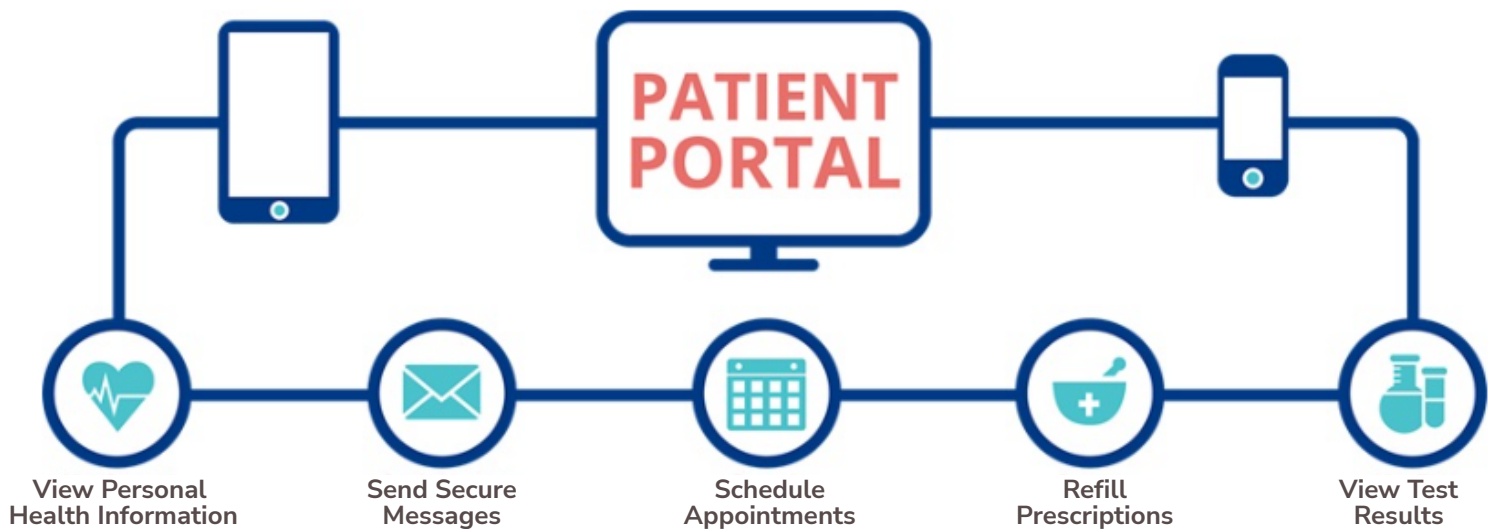 PATIENT
PORTAL
View Personal
Health Information
Send Secure
Messages
Schedule
Appointments
Refill
Prescriptions
View Test
Results